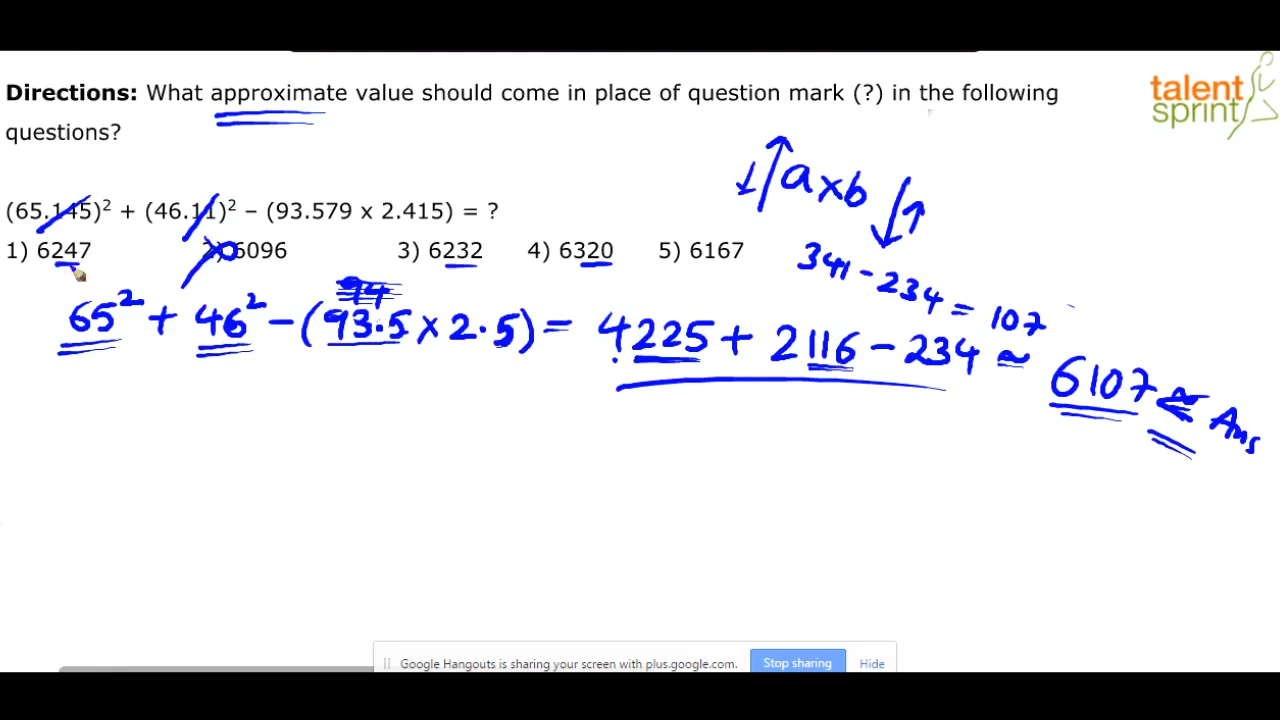 Directions: What approximate value should come in place of question mark (?) in the following
questions?
talent
sprint
a×b
(65.145)² + (46.11)² – (93.579 x 2.415) = ?
1) 6247 2) 6096 3) 6232 4) 6320 5) 6167
341 - 234 = 107
94
65² + 46² - (93.5 × 2.5) = 4225 + 2116 - 234 ≈ 6107 ≈ Ans
Google Hangouts is sharing your screen with plus.google.com. Stop sharing Hide